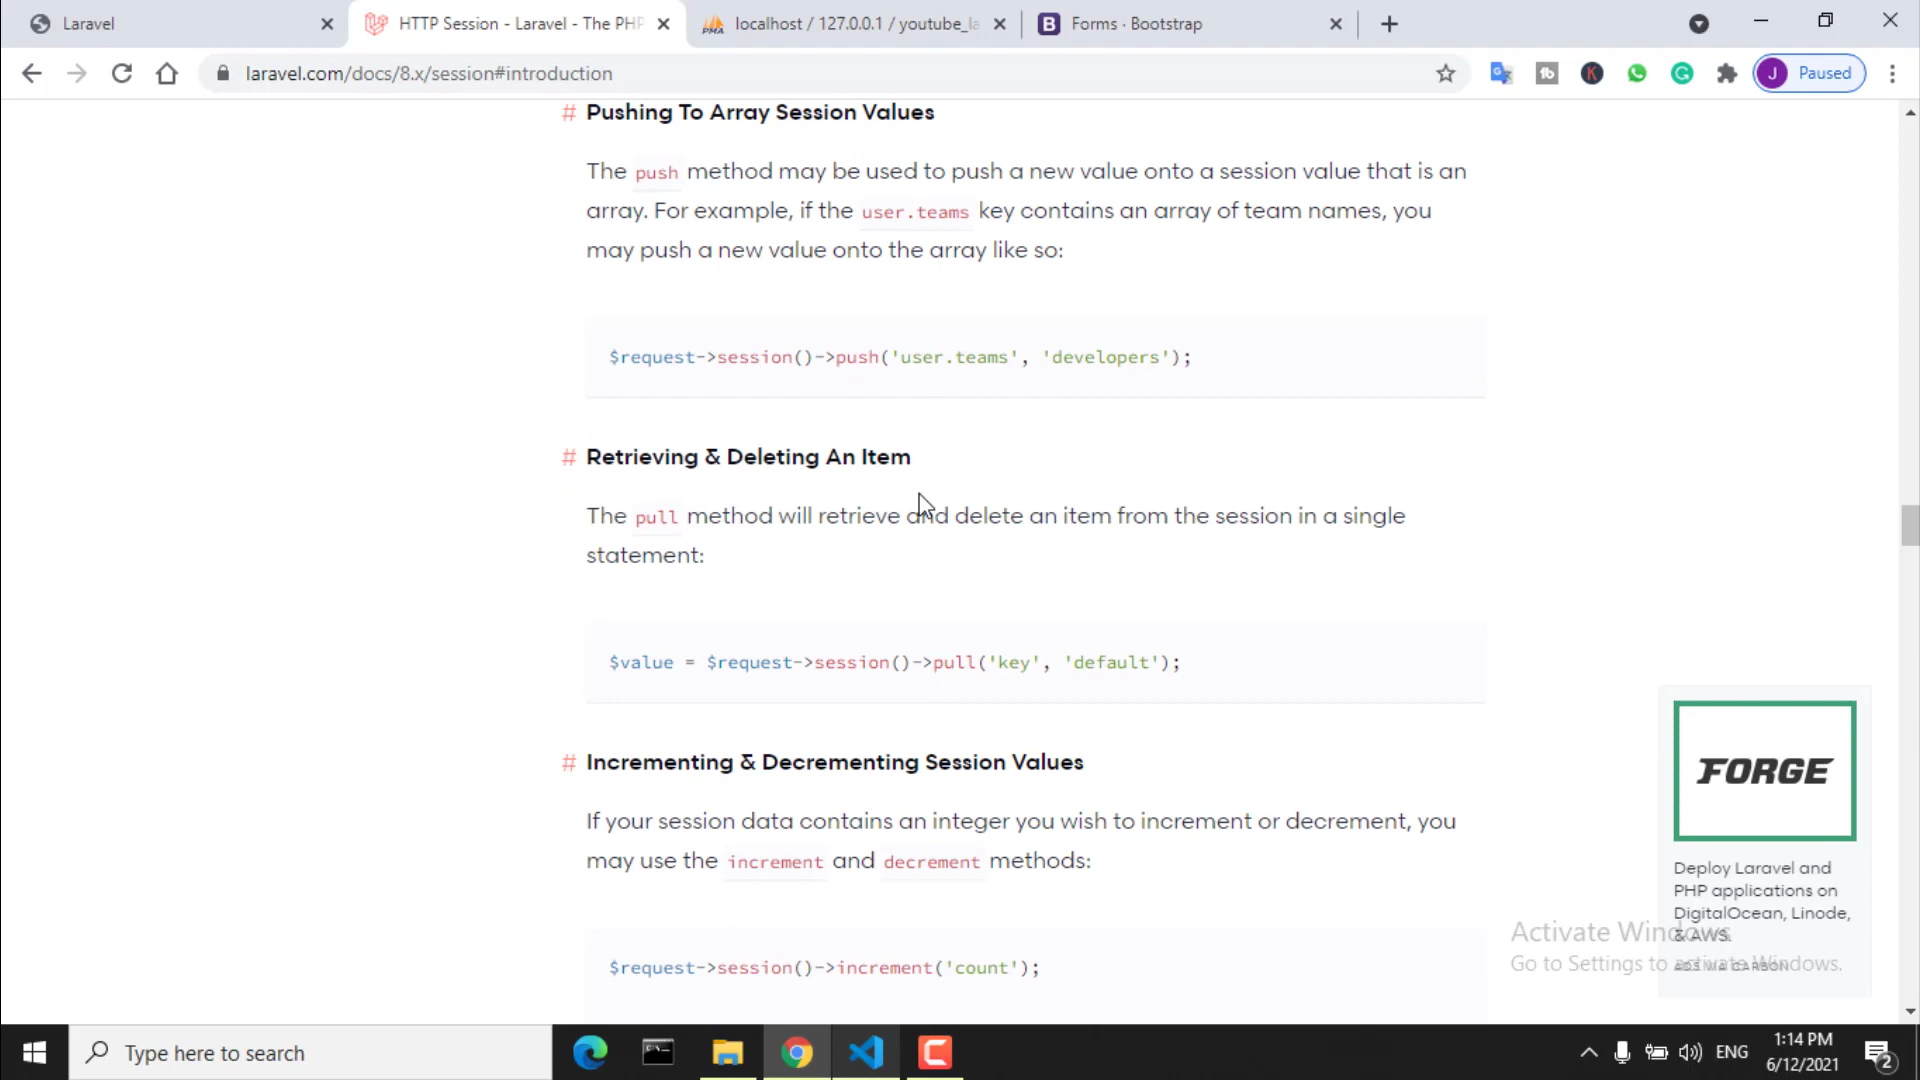 Laravel
HTTP Session - Laravel - The PHP
PMA
localhost / 127.0.0.1 / youtube_la
B
Forms · Bootstrap
laravel.com/docs/8.x/session#introduction
J
Paused
# Pushing To Array Session Values
The push method may be used to push a new value onto a session value that is an
array. For example, if the user.teams key contains an array of team names, you
may push a new value onto the array like so:
$request->session()->push('user.teams', 'developers');
# Retrieving & Deleting An Item
The pull method will retrieve and delete an item from the session in a single
statement:
$value = $request->session()->pull('key', 'default');
# Incrementing & Decrementing Session Values
If your session data contains an integer you wish to increment or decrement, you
may use the increment and decrement methods:
$request->session()->increment('count');
FORGE
Deploy Laravel and
PHP applications on
DigitalOcean, Linode,
& AWS.
ADS VIA CARBON
Activate Windows
Go to Settings to activate Windows.
Type here to search
ENG
1:14 PM
6/12/2021
2